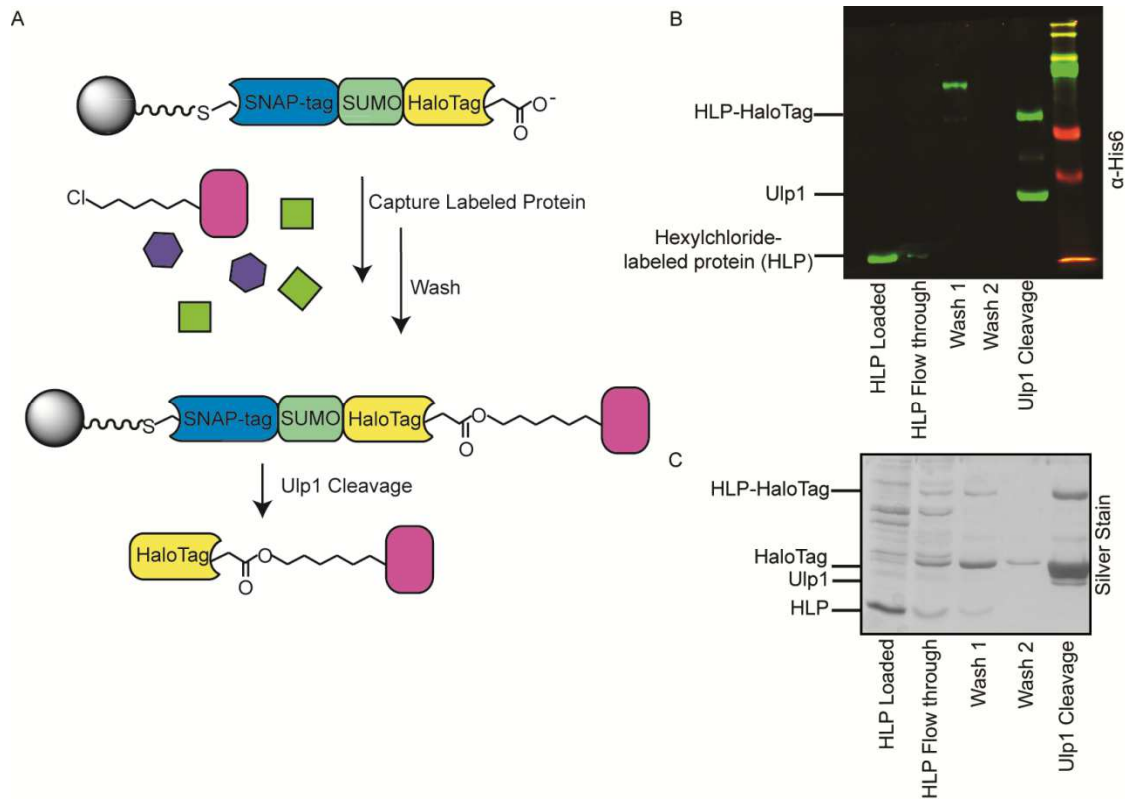 A
SNAP-tag SUMO HaloTag
S
O-
O
Cl
Capture Labeled Protein
Wash
SNAP-tag SUMO HaloTag
S
O
O
Ulp1 Cleavage
HaloTag
O
O
B
HLP-HaloTag
Ulp1
Hexylchloride-
labeled protein (HLP)
α-His6
HLP Loaded
HLP Flow through
Wash 1
Wash 2
Ulp1 Cleavage
C
HLP-HaloTag
HaloTag
Ulp1
HLP
Silver Stain
HLP Loaded
HLP Flow through
Wash 1
Wash 2
Ulp1 Cleavage